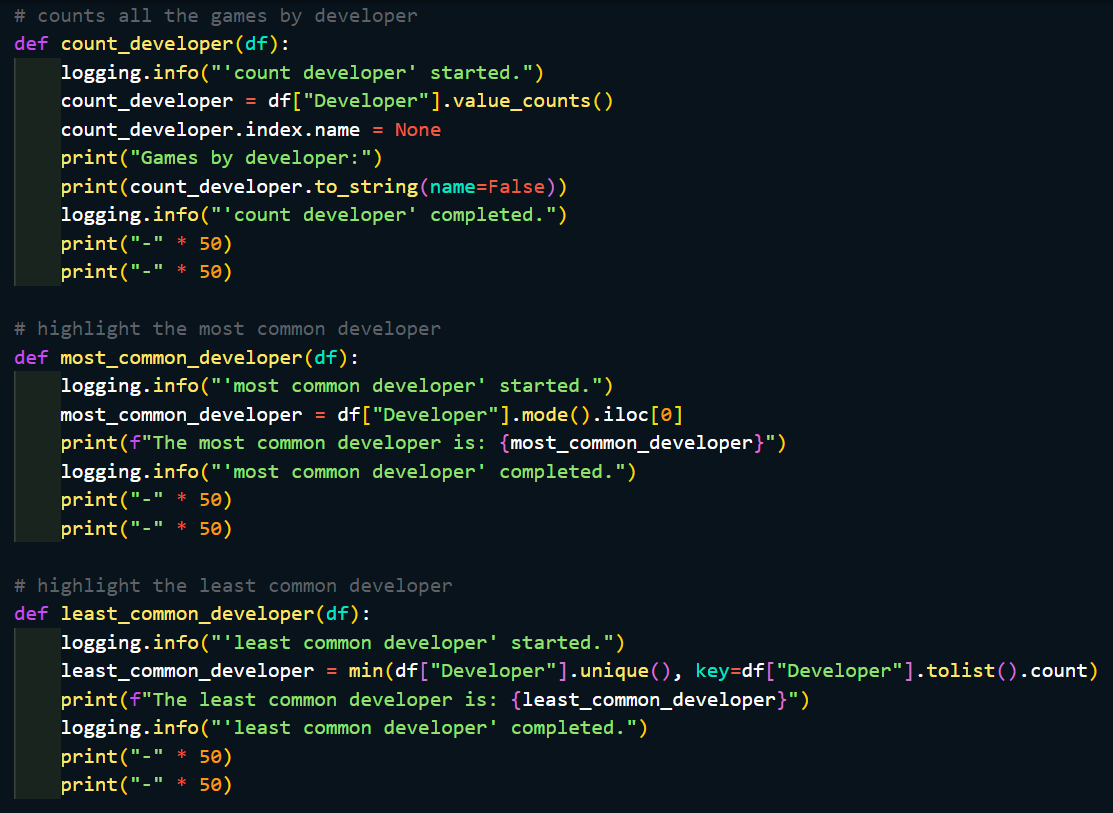 # counts all the games by developer
def count_developer(df):
    logging.info("'count developer' started.")
    count_developer = df["Developer"].value_counts()
    count_developer.index.name = None
    print("Games by developer:")
    print(count_developer.to_string(name=False))
    logging.info("'count developer' completed.")
    print("-" * 50)
    print("-" * 50)

# highlight the most common developer
def most_common_developer(df):
    logging.info("'most common developer' started.")
    most_common_developer = df["Developer"].mode().iloc[0]
    print(f"The most common developer is: {most_common_developer}")
    logging.info("'most common developer' completed.")
    print("-" * 50)
    print("-" * 50)

# highlight the least common developer
def least_common_developer(df):
    logging.info("'least common developer' started.")
    least_common_developer = min(df["Developer"].unique(), key=df["Developer"].tolist().count)
    print(f"The least common developer is: {least_common_developer}")
    logging.info("'least common developer' completed.")
    print("-" * 50)
    print("-" * 50)